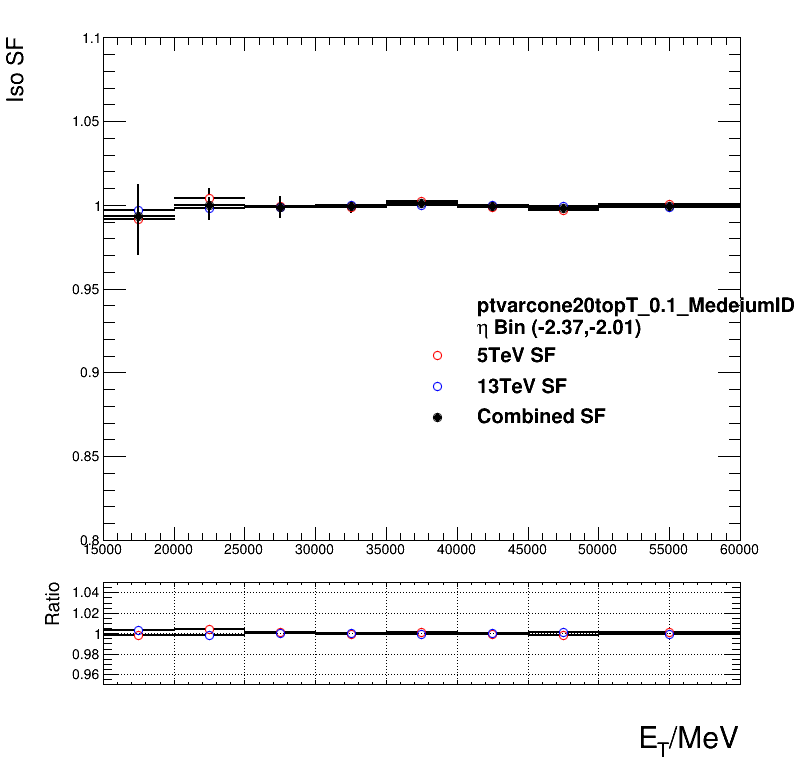 Iso SF
1.1
1.05
1
0.95
0.9
0.85
0.8
ptvarcone20topT_0.1_MedeiumID
η Bin (-2.37,-2.01)
5TeV SF
13TeV SF
Combined SF
15000 20000 25000 30000 35000 40000 45000 50000 55000 60000
Ratio
1.04
1.02
1
0.98
0.96
E_T/MeV